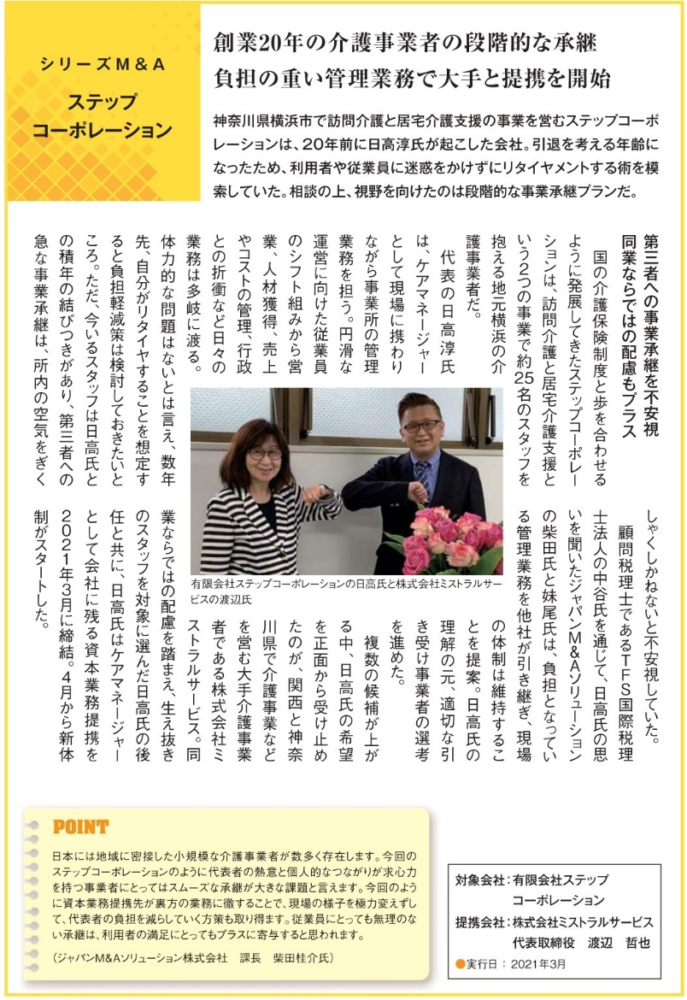 シリーズM&A
ステップ
コーポレーション
創業20年の介護事業者の段階的な承継
負担の重い管理業務で大手と提携を開始
神奈川県横浜市で訪問介護と居宅介護支援の事業を営むステップコーポ
レーションは、20年前に日高淳氏が起こした会社。引退を考える年齢に
なったため、利用者や従業員に迷惑をかけずにリタイヤメントする術を模
索していた。相談の上、視野を向けたのは段階的な事業承継プランだ。
第三者への事業承継を不安視
同業ならではの配慮もプラス
国の介護保険制度と歩を合わせる
ように発展してきたステップコーポレー
ションは、訪問介護と居宅介護支援と
いう2つの事業で約25名のスタッフを
抱える地元横浜の介
護事業者だ。
代表の日高淳氏
は、ケアマネージャー
として現場に携わり
ながら事業所の管理
業務を担う。円滑な
運営に向けた従業員
のシフト組みから営
業、人材獲得、売上
やコストの管理、行政
との折衝など日々の
業務は多岐に渡る。
体力的な問題はないとは言え、数年
先、自分がリタイヤすることを想定す
ると負担軽減策は検討しておきたいと
ころ。ただ、今いるスタッフは日高氏と
の積年の結びつきがあり、第三者への
急な事業承継は、所内の空気をぎく
しゃくしかねないと不安視していた。
顧問税理士であるTFS国際税理
士法人の中谷氏を通じて、日高氏の思
いを聞いたジャパンM&Aソリューション
の柴田氏と妹尾氏は、負担となってい
る管理業務を他社が引き継ぎ、現場
の体制は維持するこ
とを提案。日高氏の
理解の元、適切な引
き受け事業者の選考
を進めた。
複数の候補が上が
る中、日高氏の希望
を正面から受け止め
たのが、関西と神奈
川県で介護事業など
を営む大手介護事業
者である株式会社ミ
ストラルサービス。同
業ならではの配慮を踏まえ、生え抜き
のスタッフを対象に選んだ日高氏の後
任と共に、日高氏はケアマネージャー
として会社に残る資本業務提携を
2021年3月に締結。4月から新体
制がスタートした。
有限会社ステップコーポレーションの日高氏と株式会社ミストラルサー
ビスの渡辺氏
POINT
日本には地域に密接した小規模な介護事業者が数多く存在します。今回の
ステップコーポレーションのように代表者の熱意と個人的なつながりが求心力
を持つ事業者にとってはスムーズな承継が大きな課題と言えます。今回のよう
に資本業務提携先が裏方の業務に徹することで、現場の様子を極力変えずし
て、代表者の負担を減らしていく方策も取り得ます。従業員にとっても無理のな
い承継は、利用者の満足にとってもプラスに寄与すると思われます。
(ジャパンM&Aソリューション株式会社　課長　柴田桂介氏)
対象会社：有限会社ステップ
コーポレーション
提携会社：株式会社ミストラルサービス
代表取締役　渡辺　哲也
●実行日：2021年3月